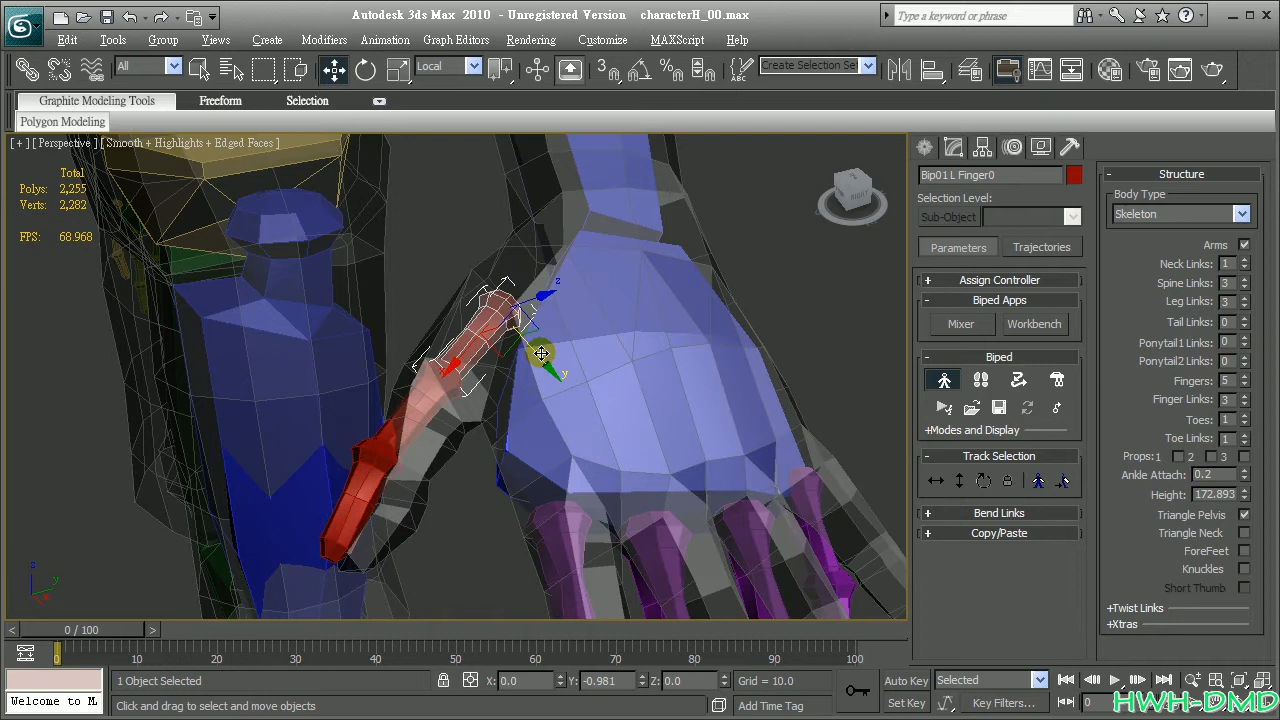 Autodesk 3ds Max 2010 - Unregistered Version characterH_00.max
Type a keyword or phrase
Edit Tools Group Views Create Modifiers Animation Graph Editors Rendering Customize MAXScript Help
All Local Create Selection Se
Graphite Modeling Tools Freeform Selection
Polygon Modeling
[ + ] [ Perspective ] [ Smooth + Highlights + Edged Faces ]
Total
Polys: 2,255
Verts: 2,282
FPS: 68.968
z
y
RIGHT
z
y
x
Bip01 L Finger0
Selection Level:
Sub-Object
Parameters Trajectories
+ Assign Controller
- Biped Apps
Mixer Workbench
- Biped
+Modes and Display
- Track Selection
+ Bend Links
+ Copy/Paste
- Structure
Body Type
Skeleton
Arms
Neck Links: 1
Spine Links: 3
Leg Links: 3
Tail Links: 0
Ponytail1 Links: 0
Ponytail2 Links: 0
Fingers: 5
Finger Links: 3
Toes: 1
Toe Links: 1
Props: 1 2 3
Ankle Attach: 0.2
Height: 172.893
Triangle Pelvis
Triangle Neck
ForeFeet
Knuckles
Short Thumb
+Twist Links
+Xtras
< 0 / 100 >
0 10 20 30 40 50 60 70 80 90 100
1 Object Selected X: 0.0 Y: -0.981 Z: 0.0 Grid = 10.0 Auto Key Selected
Welcome to M Click and drag to select and move objects Add Time Tag Set Key Key Filters... 0
HWH-DMD